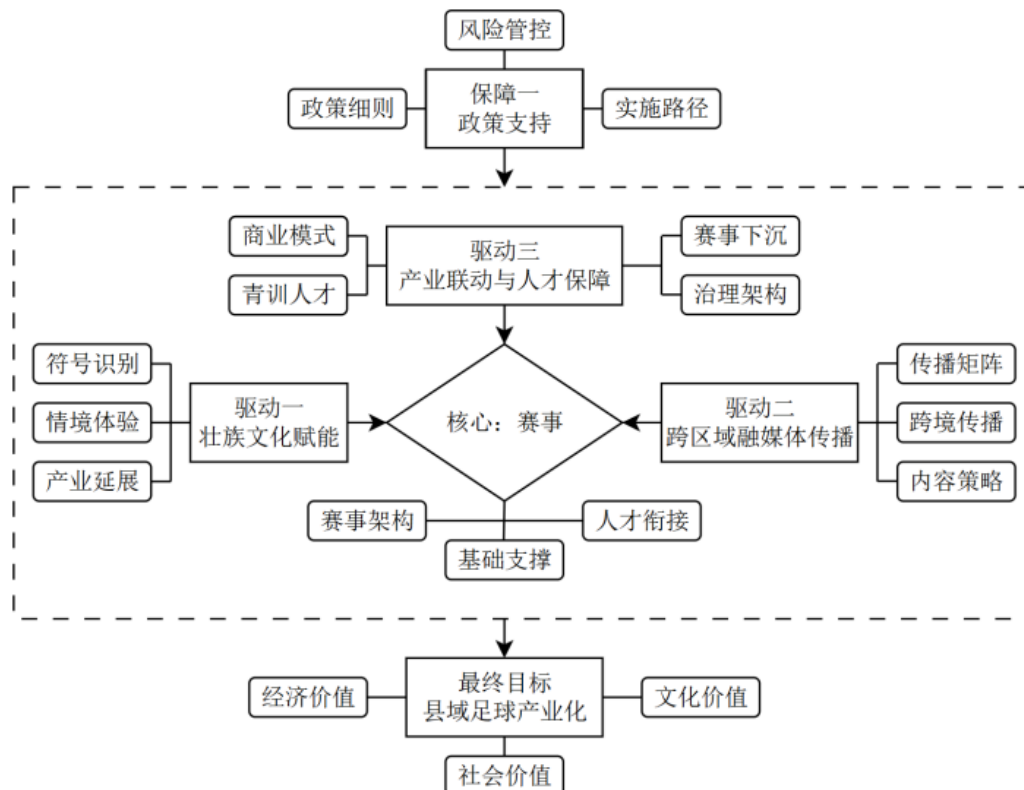 风险管控
政策细则
保障一
政策支持
实施路径
商业模式
青训人才
驱动三
产业联动与人才保障
赛事下沉
治理架构
符号识别
情境体验
产业延展
驱动一
壮族文化赋能
核心：赛事
驱动二
跨区域融媒体传播
传播矩阵
跨境传播
内容策略
赛事架构
人才衔接
基础支撑
经济价值
最终目标
县域足球产业化
文化价值
社会价值